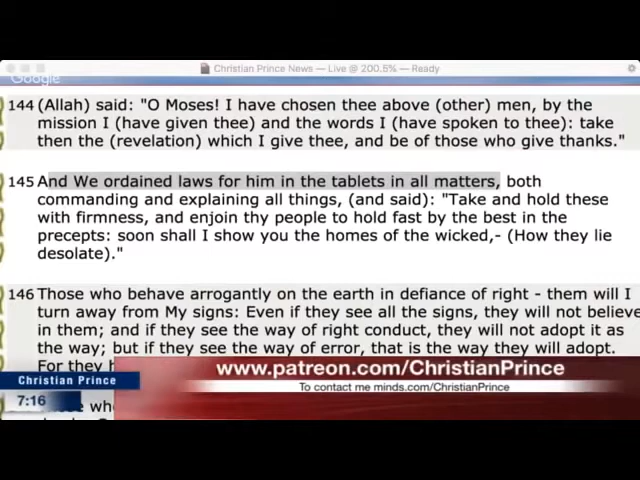 Christian Prince News — Live @ 200.5% — Ready
Google
144 (Allah) said: "O Moses! I have chosen thee above (other) men, by the
mission I (have given thee) and the words I (have spoken to thee): take
then the (revelation) which I give thee, and be of those who give thanks."
145 And We ordained laws for him in the tablets in all matters, both
commanding and explaining all things, (and said): "Take and hold these
with firmness, and enjoin thy people to hold fast by the best in the
precepts: soon shall I show you the homes of the wicked,- (How they lie
desolate)."
146 Those who behave arrogantly on the earth in defiance of right - them will I
turn away from My signs: Even if they see all the signs, they will not believe
in them; and if they see the way of right conduct, they will not adopt it as
the way; but if they see the way of error, that is the way they will adopt.
For they
www.patreon.com/ChristianPrince
Christian Prince
To contact me minds.com/ChristianPrince
7:16